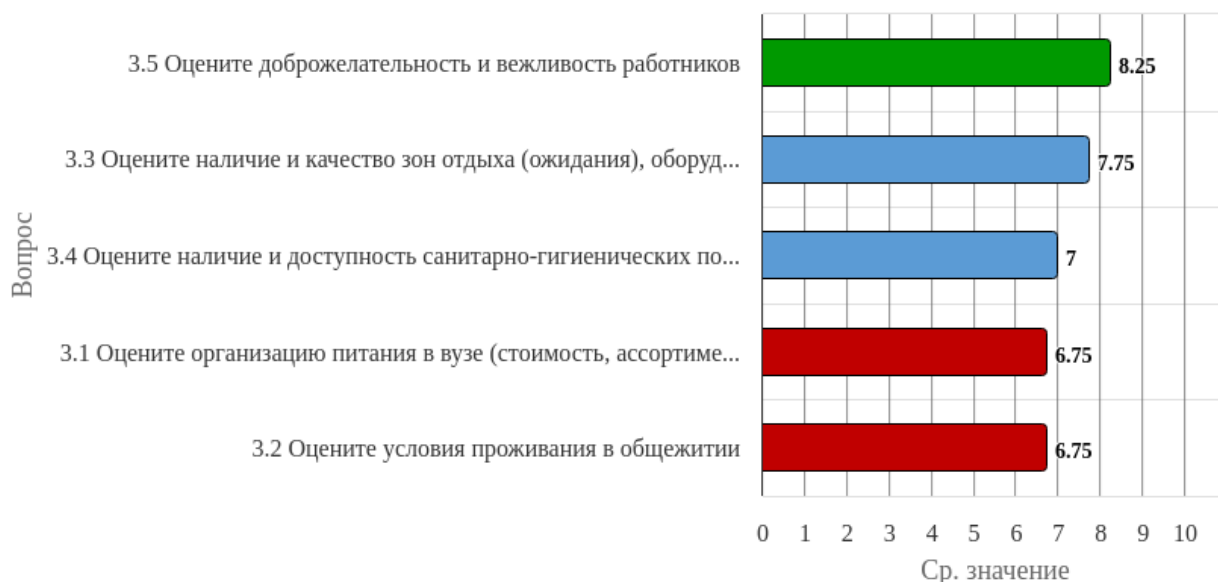 3.5 Оцените доброжелательность и вежливость работников
8.25
3.3 Оцените наличие и качество зон отдыха (ожидания), оборуд...
7.75
3.4 Оцените наличие и доступность санитарно-гигиенических по...
7
3.1 Оцените организацию питания в вузе (стоимость, ассортиме...
6.75
3.2 Оцените условия проживания в общежитии
6.75
Вопрос
0 1 2 3 4 5 6 7 8 9 10
Ср. значение